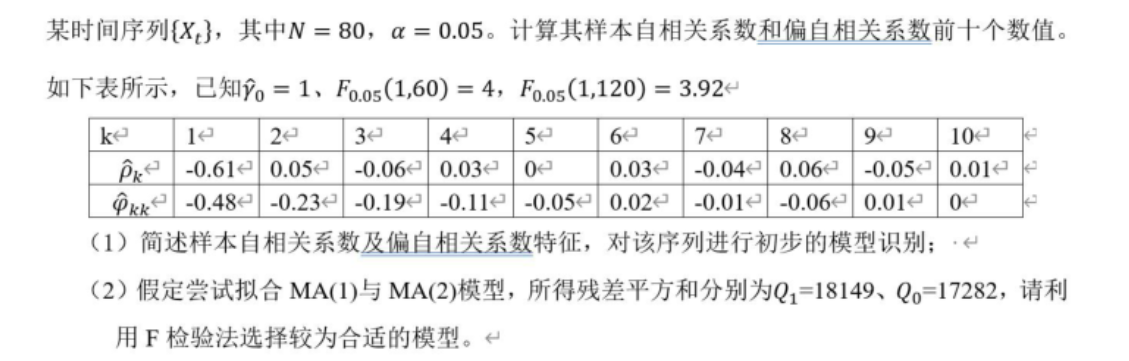 某时间序列{Xₜ}，其中N = 80，α = 0.05。计算其样本自相关系数和偏自相关系数前十个数值。
如下表所示，已知γ̂₀ = 1、F₀.₀₅(1,60) = 4，F₀.₀₅(1,120) = 3.92↵
k↵ 1↵ 2↵ 3↵ 4↵ 5↵ 6↵ 7↵ 8↵ 9↵ 10↵ ↵
ρ̂ₖ↵ -0.61↵ 0.05↵ -0.06↵ 0.03↵ 0↵ 0.03↵ -0.04↵ 0.06↵ -0.05↵ 0.01↵ ↵
φ̂ₖₖ↵ -0.48↵ -0.23↵ -0.19↵ -0.11↵ -0.05↵ 0.02↵ -0.01↵ -0.06↵ 0.01↵ 0↵ ↵
（1）简述样本自相关系数及偏自相关系数特征，对该序列进行初步的模型识别；·↵
（2）假定尝试拟合 MA(1)与 MA(2)模型，所得残差平方和分别为Q₁=18149、Q₀=17282，请利
用 F 检验法选择较为合适的模型。↵